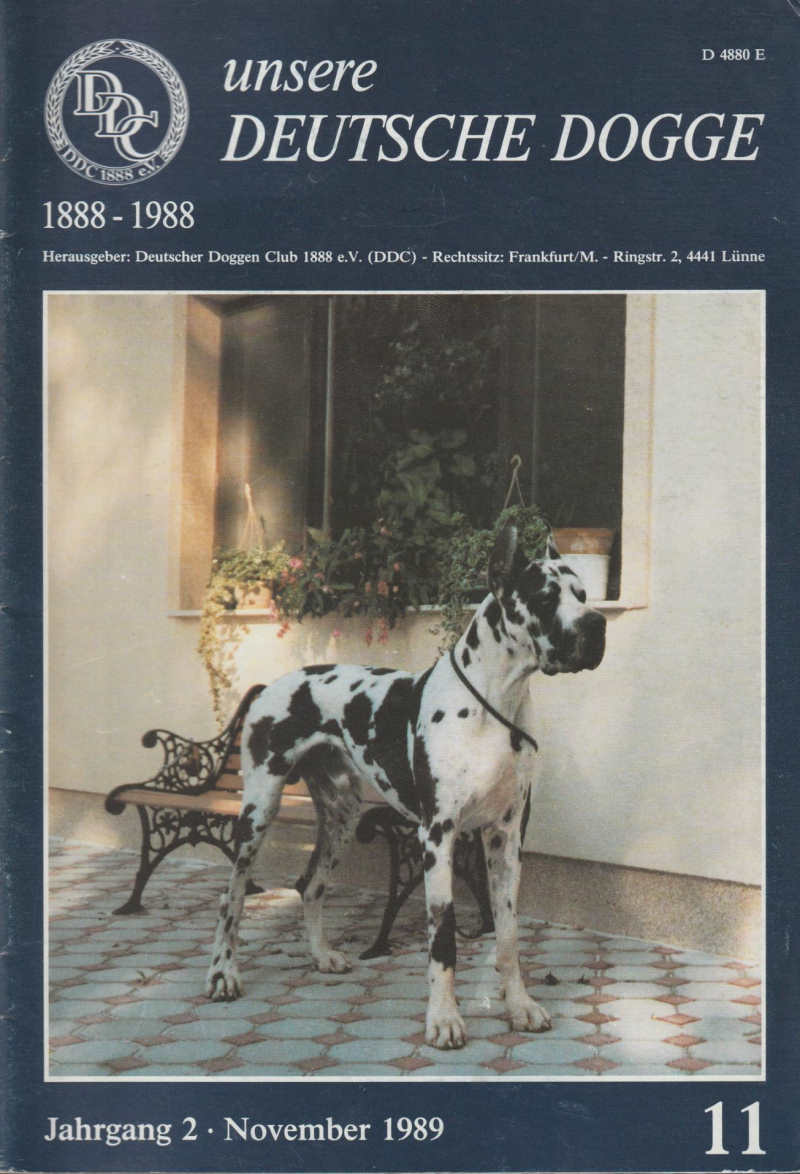 DDC
DDC 1888 e.V.
unsere
DEUTSCHE DOGGE
D 4880 E
1888 - 1988
Herausgeber: Deutscher Doggen Club 1888 e.V. (DDC) - Rechtssitz: Frankfurt/M. - Ringstr. 2, 4441 Lünne
Jahrgang 2 · November 1989
11